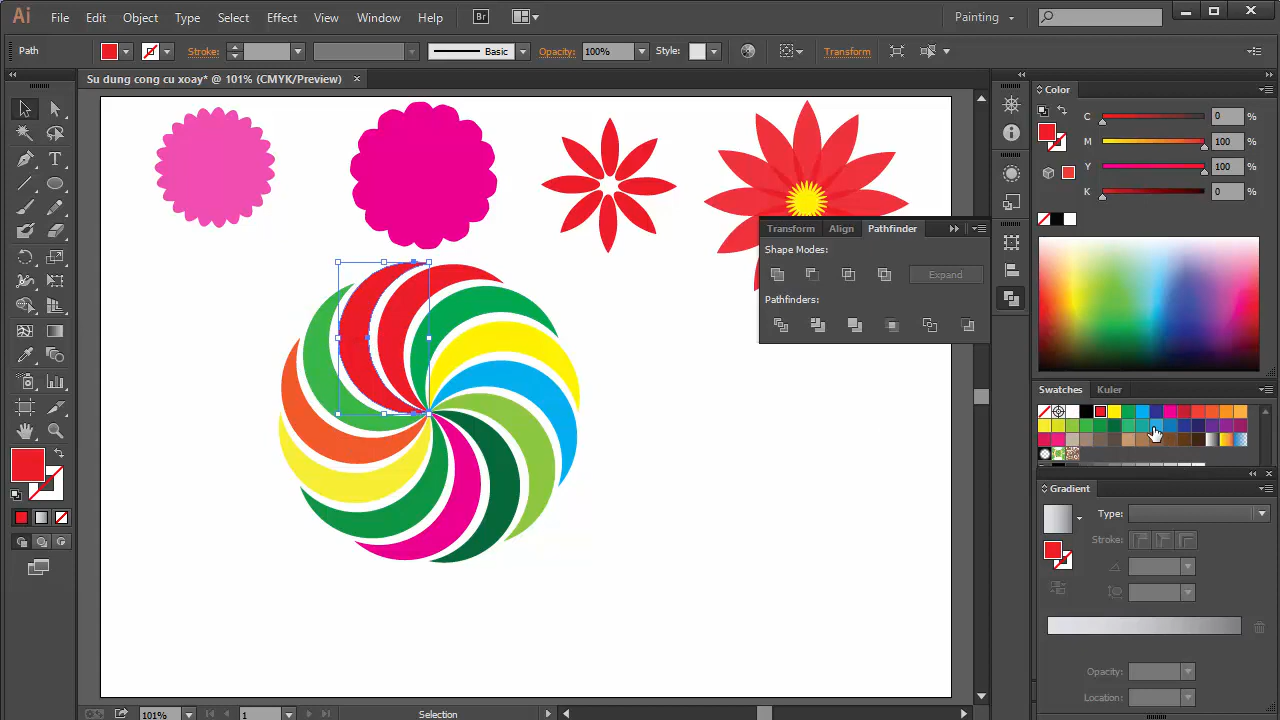 Ai File Edit Object Type Select Effect View Window Help Br Painting
Path Stroke: Basic Opacity: 100% Style: Transform
Su dung cong cu xoay* @ 101% (CMYK/Preview)
Color
C 0 %
M 100 %
Y 100 %
K 0 %
Transform Align Pathfinder
Shape Modes:
Expand
Pathfinders:
Swatches Kuler
Gradient
Type:
Stroke:
Opacity:
Location:
101% 1 Selection